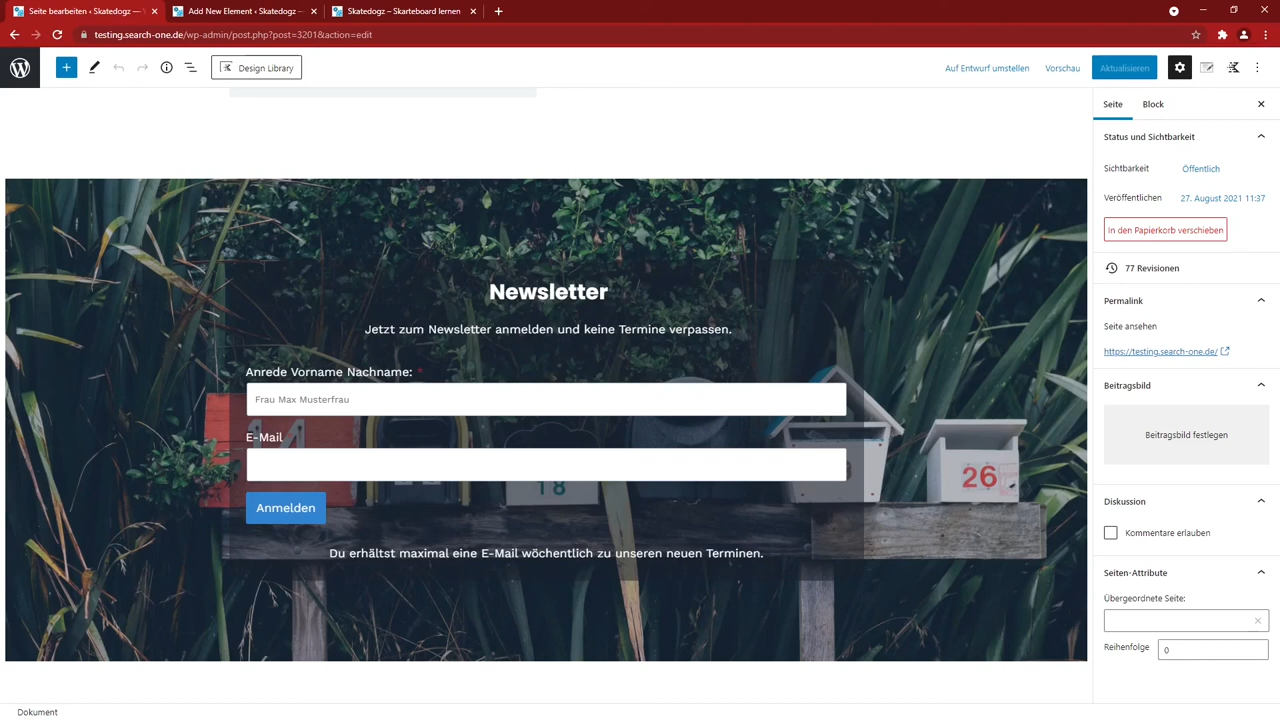 Seite bearbeiten ‹ Skatedogz —
Add New Element ‹ Skatedogz —
Skatedogz – Skarteboard lernen
testing.search-one.de/wp-admin/post.php?post=3201&action=edit
Design Library
Auf Entwurf umstellen
Vorschau
Aktualisieren
Seite
Block
Status und Sichtbarkeit
Sichtbarkeit
Öffentlich
Veröffentlichen
27. August 2021 11:37
In den Papierkorb verschieben
77 Revisionen
Permalink
Seite ansehen
https://testing.search-one.de/
Beitragsbild
Beitragsbild festlegen
Diskussion
Kommentare erlauben
Seiten-Attribute
Übergeordnete Seite:
Reihenfolge
0
Newsletter
Jetzt zum Newsletter anmelden und keine Termine verpassen.
Anrede Vorname Nachname: *
Frau Max Musterfrau
E-Mail
Anmelden
Du erhältst maximal eine E-Mail wöchentlich zu unseren neuen Terminen.
14
18
26
Dokument